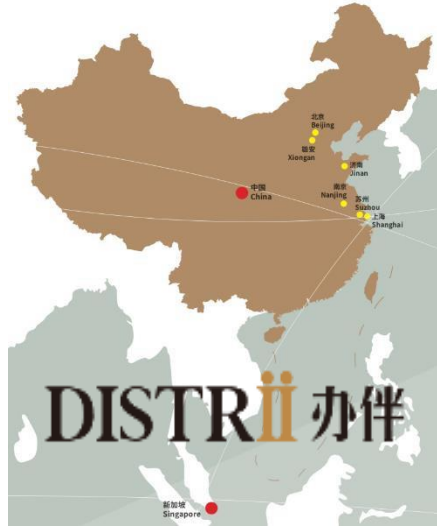 北京
Beijing
雄安
Xiongan
济南
Jinan
中国
China
南京
Nanjing
苏州
Suzhou
上海
Shanghai
DISTRii 办伴
新加坡
Singapore